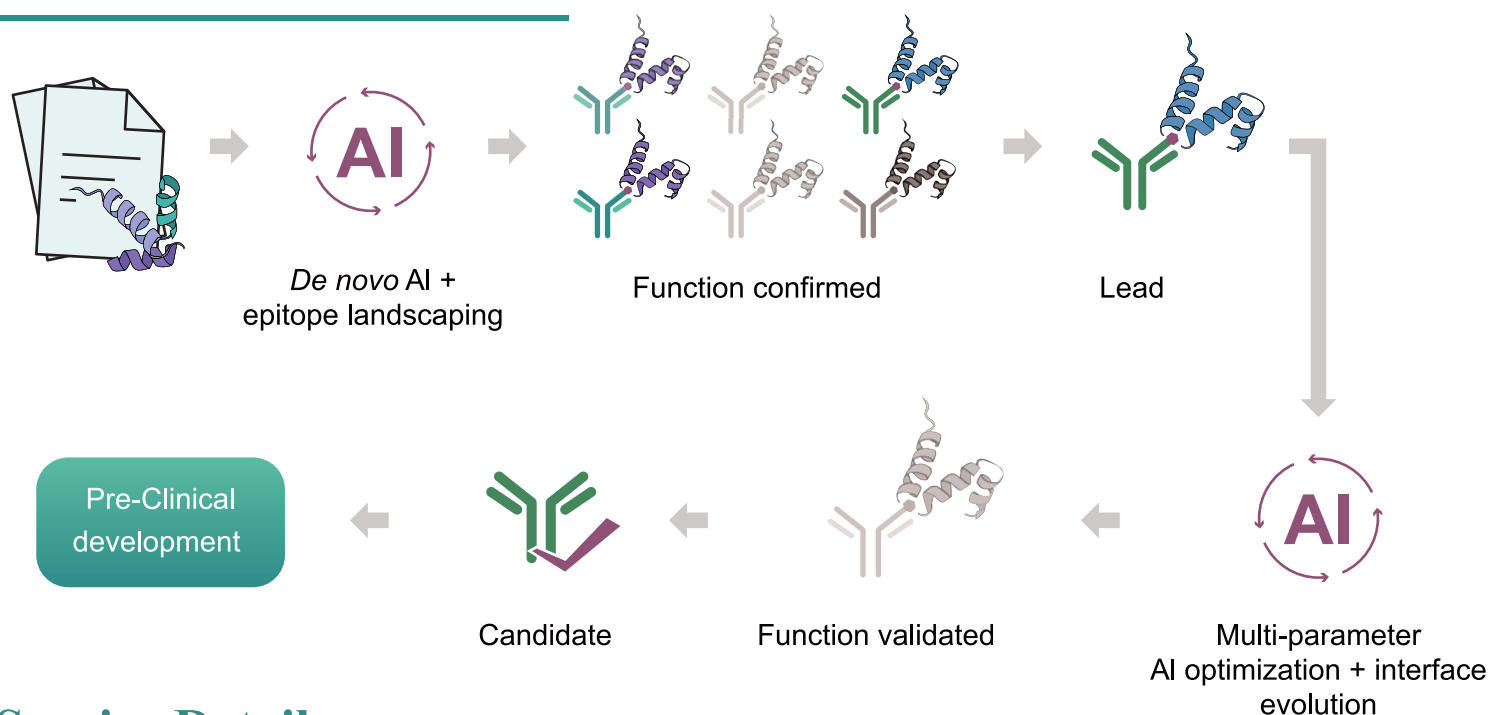 AI
De novo AI +
epitope landscaping
Function confirmed
Lead
AI
Multi-parameter
AI optimization + interface
evolution
Function validated
Candidate
Pre-Clinical
development